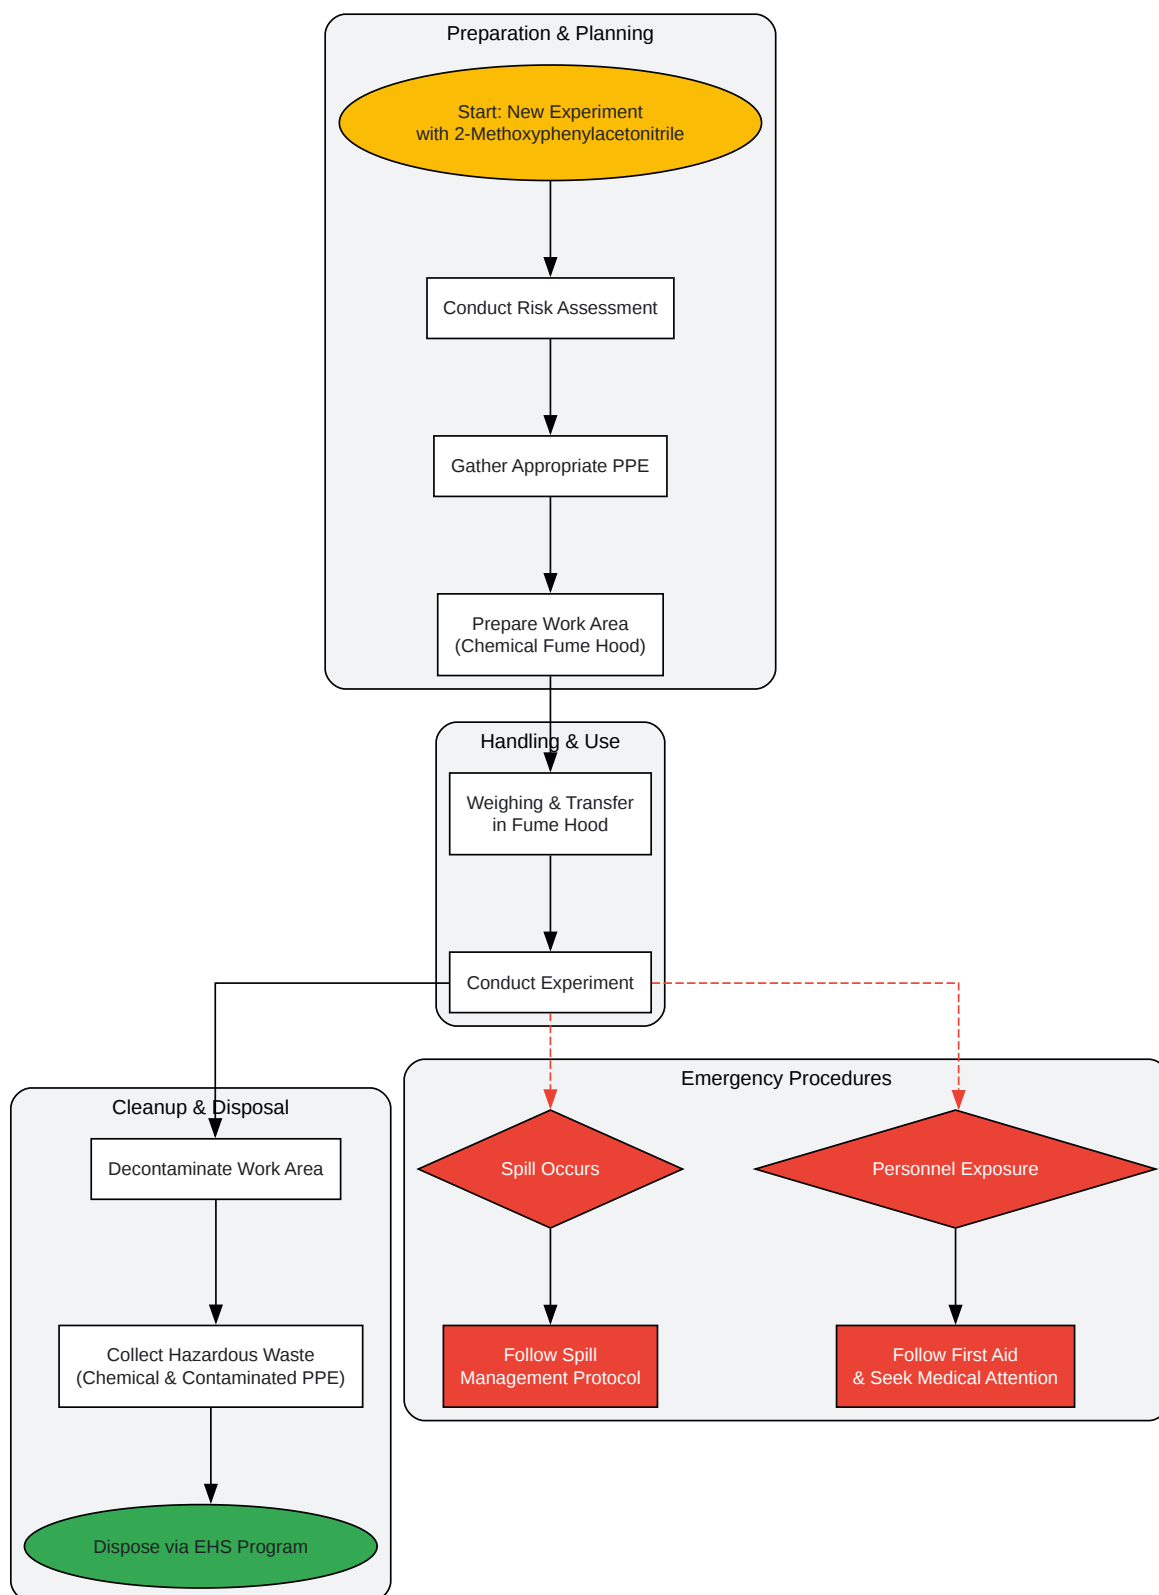 Preparation & Planning
Start: New Experiment
with 2-Methoxyphenylacetonitrile
Conduct Risk Assessment
Gather Appropriate PPE
Prepare Work Area
(Chemical Fume Hood)
Handling & Use
Weighing & Transfer
in Fume Hood
Conduct Experiment
Cleanup & Disposal
Decontaminate Work Area
Collect Hazardous Waste
(Chemical & Contaminated PPE)
Dispose via EHS Program
Emergency Procedures
Spill Occurs
Follow Spill
Management Protocol
Personnel Exposure
Follow First Aid
& Seek Medical Attention